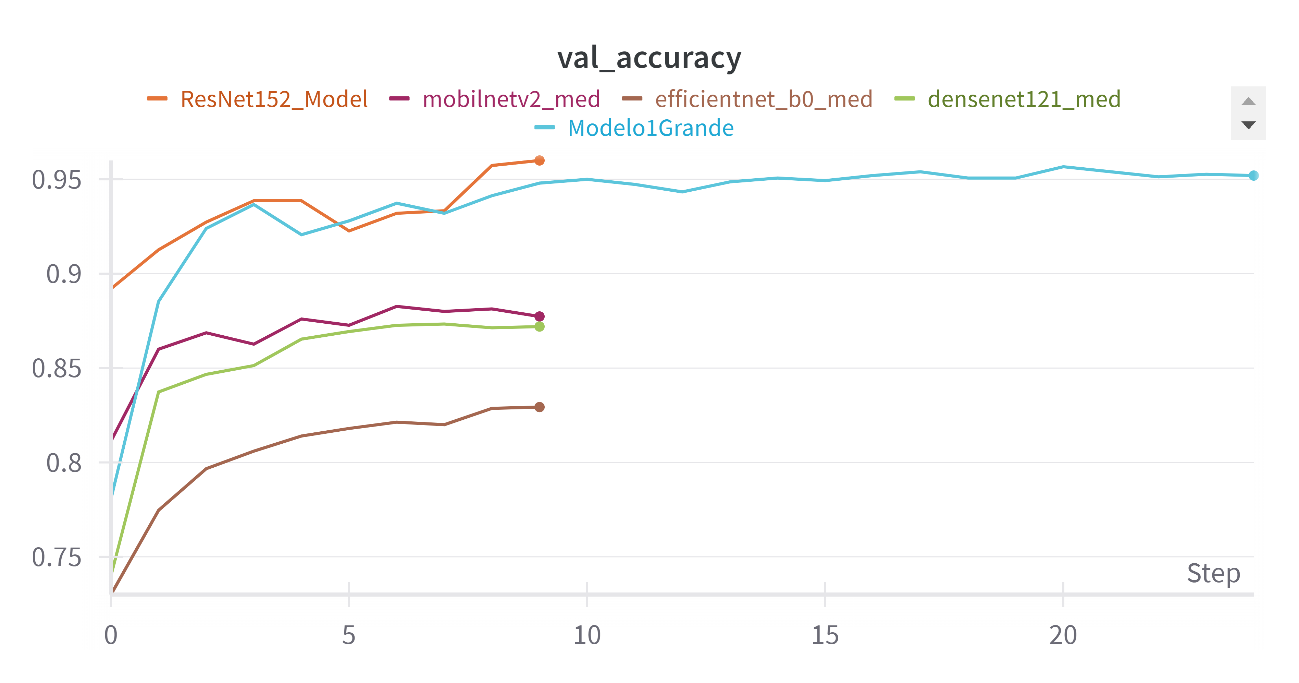 val_accuracy
ResNet152_Model mobilnetv2_med efficientnet_b0_med densenet121_med
Modelo1Grande
0.95
0.9
0.85
0.8
0.75
Step
0 5 10 15 20